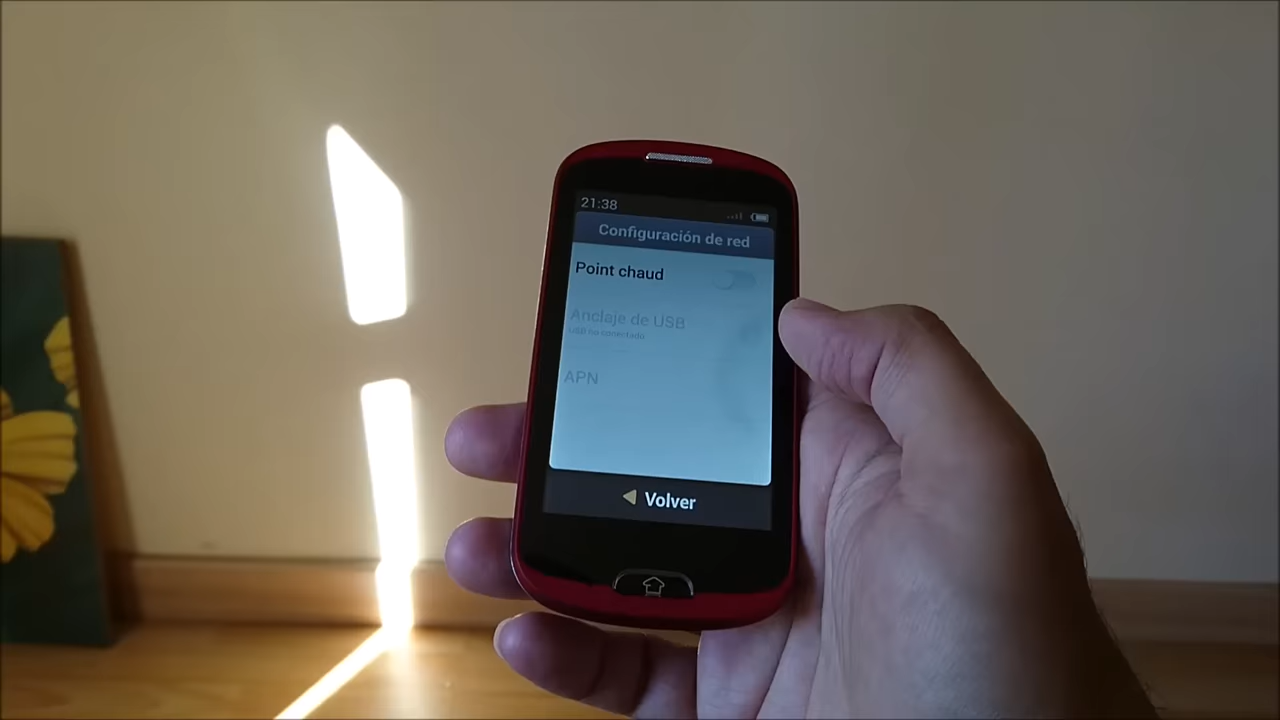 21:38
Configuración de red
Point chaud
Anclaje de USB
USB no conectado
APN
Volver